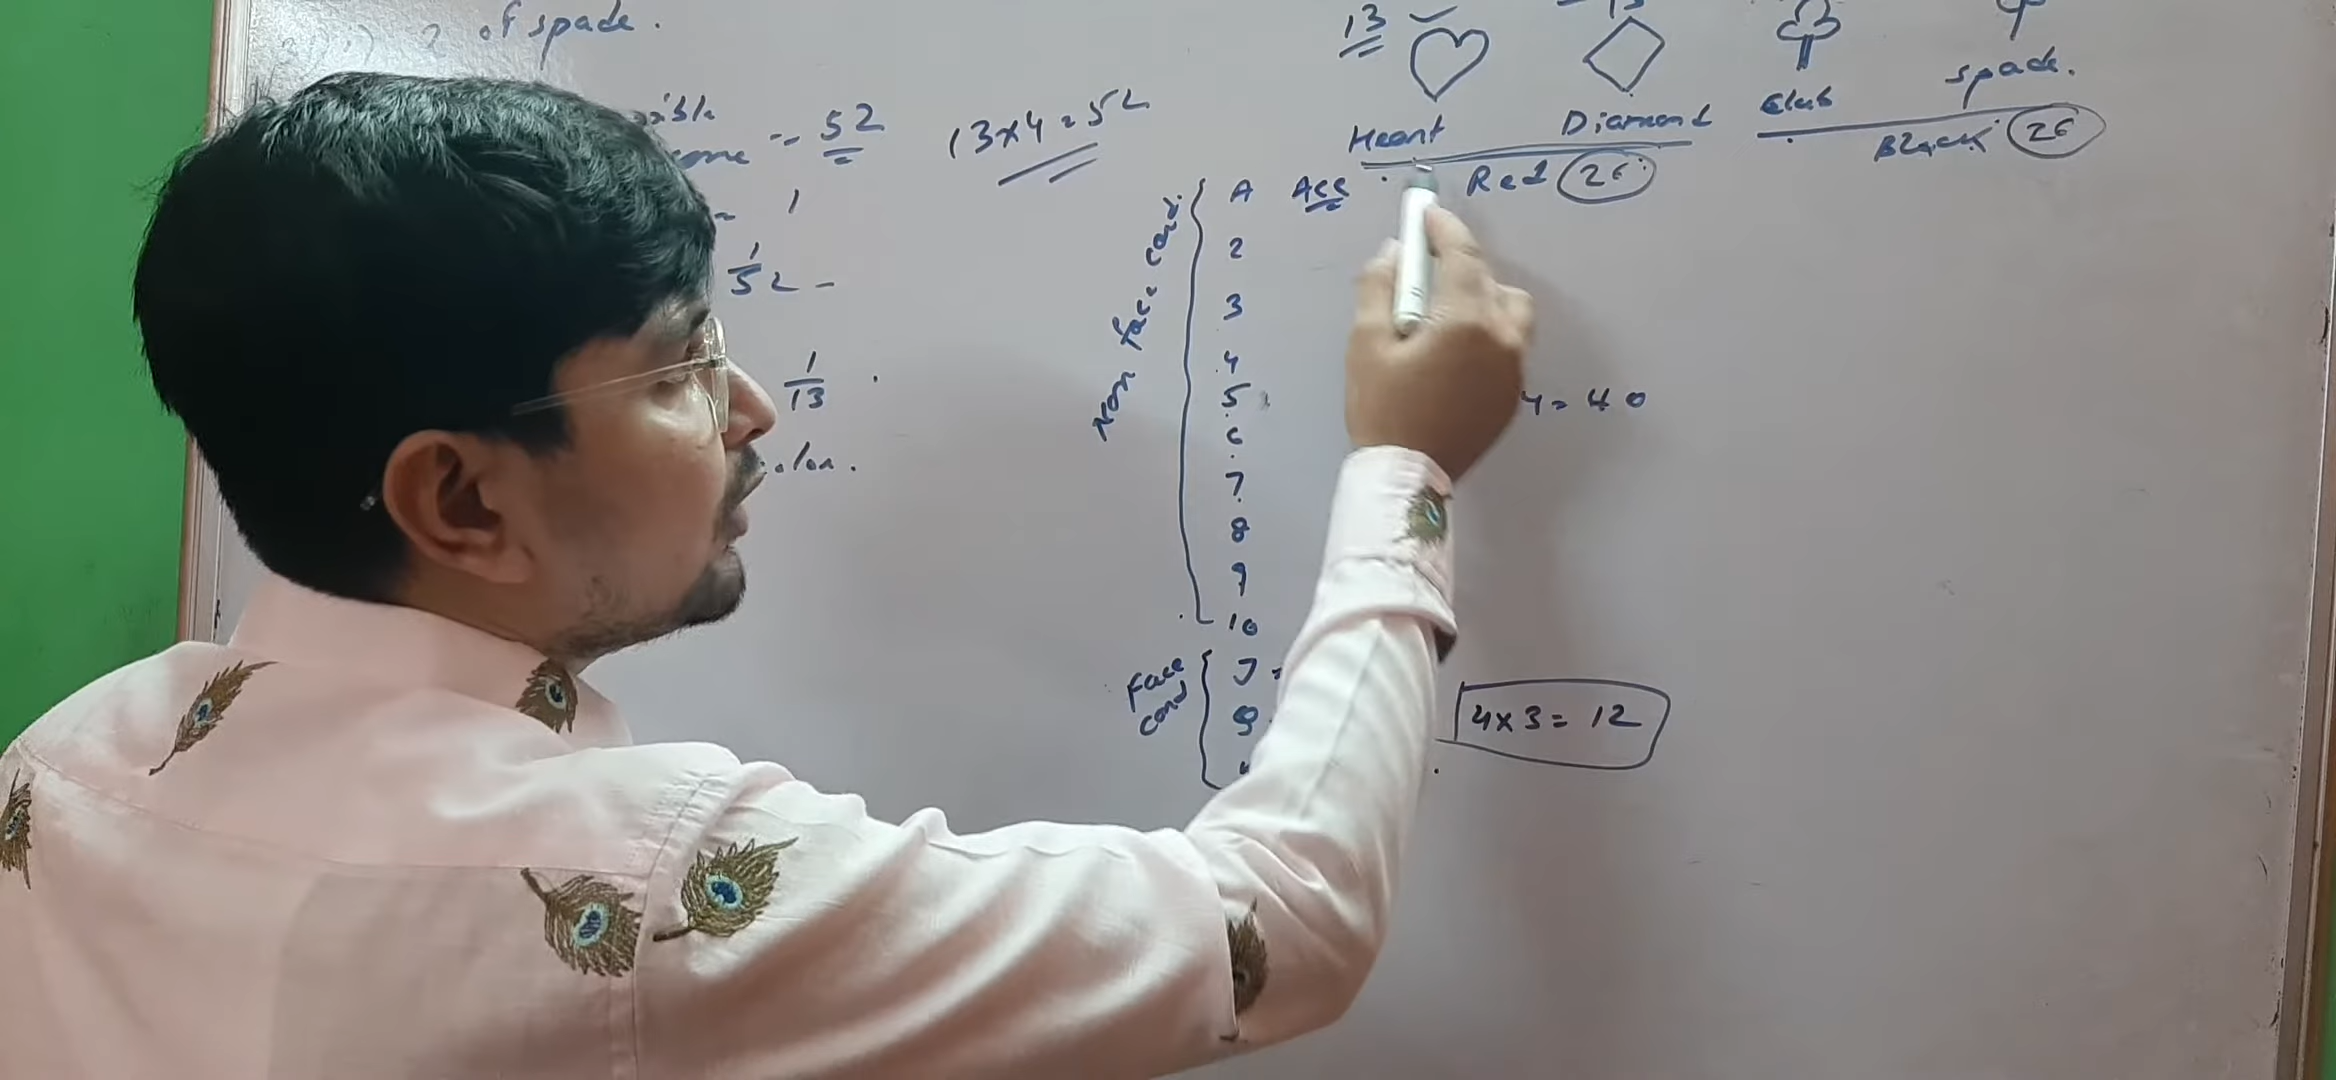 of spade.
= 52
13x4=52
= 1
1/52 -
1/13 .
13
Heart
Diamond
Club
Spade.
Red 26
Black 26
Non Face card
A Ace
2
3
4
5
6
7
8
9
10
= 40
Face card
J =
Q
4x3= 12